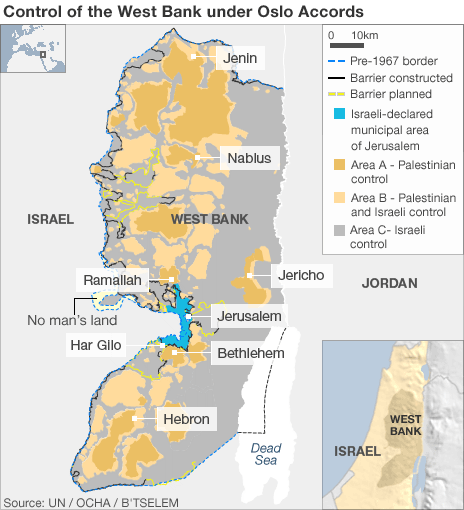 Control of the West Bank under Oslo Accords
0 10km
Pre-1967 border
Barrier constructed
Barrier planned
Israeli-declared
municipal area
of Jerusalem
Area A - Palestinian
control
Area B - Palestinian
and Israeli control
Area C- Israeli
control
Jenin
Nablus
ISRAEL
WEST BANK
Ramallah
Jericho
JORDAN
No man's land
Jerusalem
Har Gilo
Bethlehem
Hebron
Dead
Sea
WEST
BANK
ISRAEL
Source: UN / OCHA / B'TSELEM